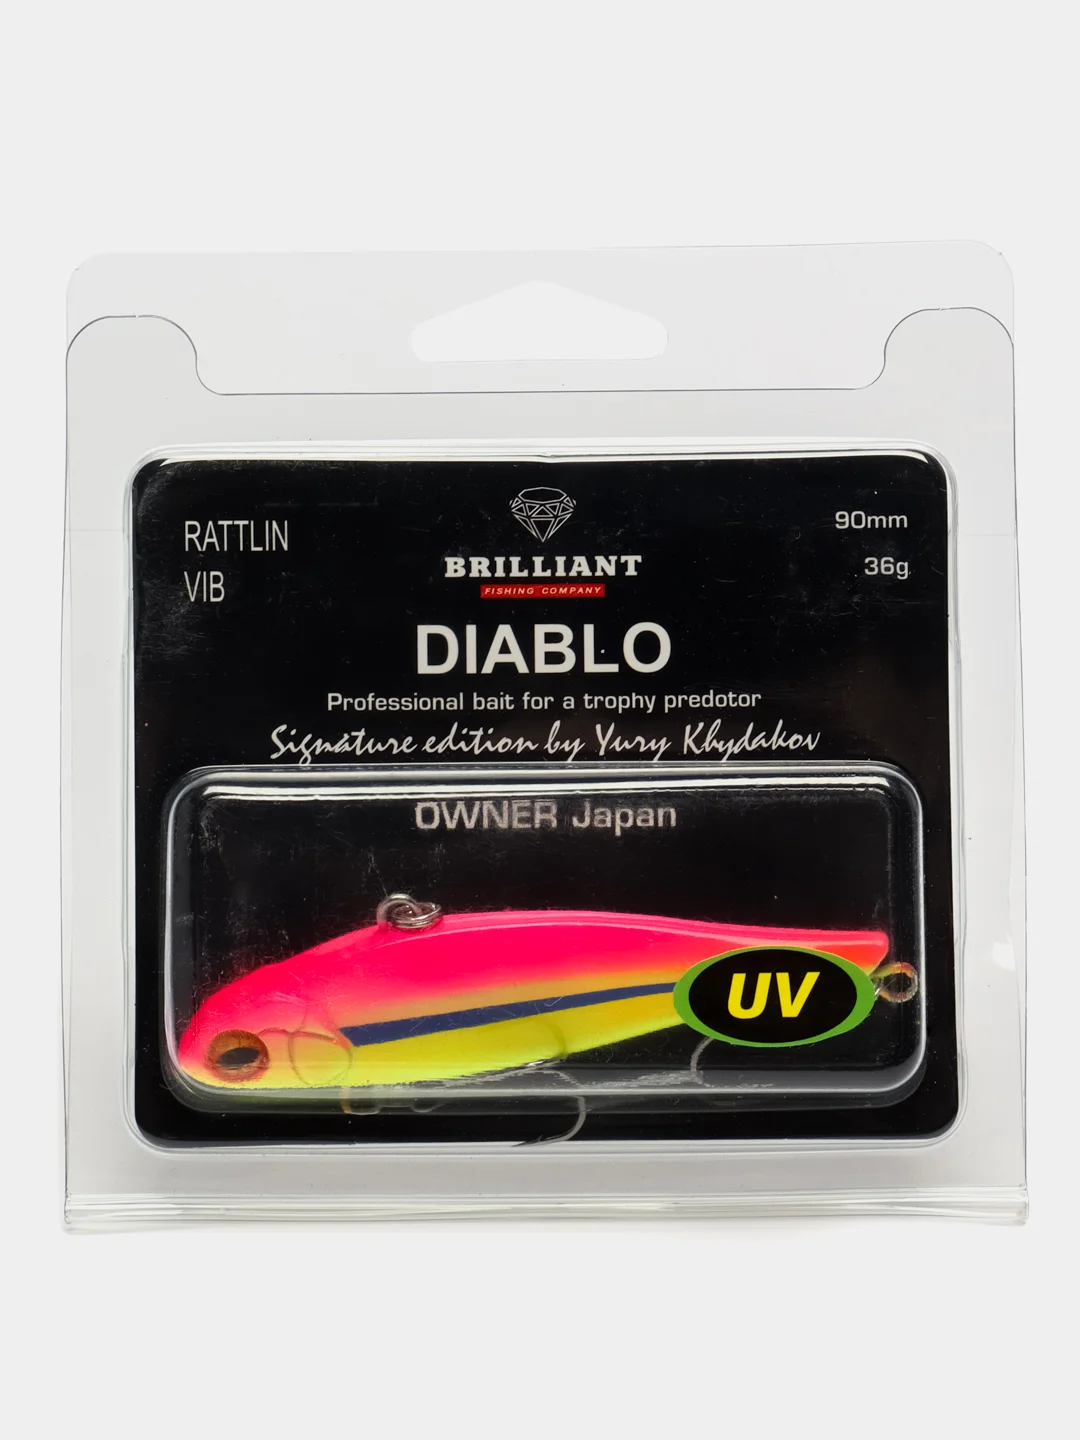 RATTLIN
VIB
90mm
36g
BRILLIANT
FISHING COMPANY
DIABLO
Professional bait for a trophy predotor
Signature edition by Yury Khydakov
OWNER Japan
UV